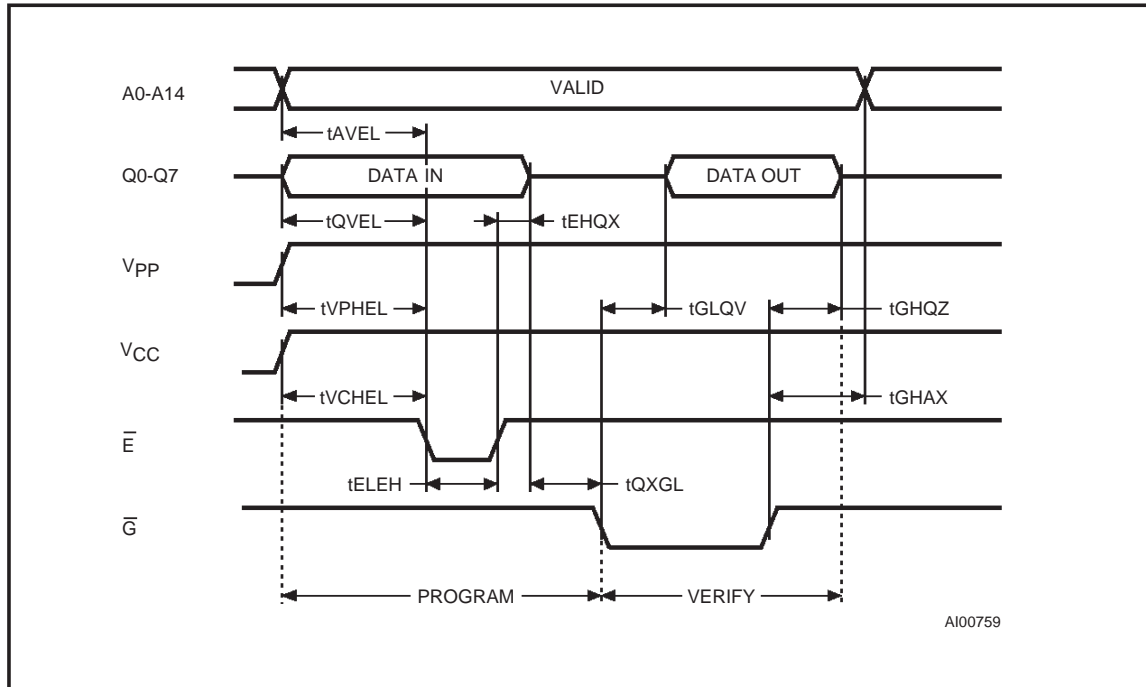 A0-A14
VALID
tAVEL
Q0-Q7
DATA IN
DATA OUT
tQVEL
tEHQX
VPP
tVPHEL
tGLQV
tGHQZ
VCC
tVCHEL
tGHAX
E̅
tELEH
tQXGL
G̅
PROGRAM
VERIFY
AI00759